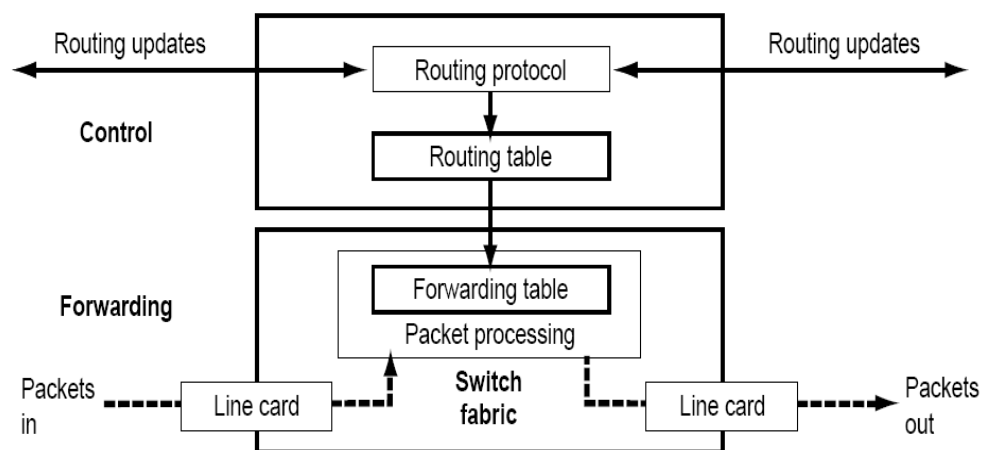 Routing updates
Routing updates
Routing protocol
Control
Routing table
Forwarding table
Forwarding
Packet processing
Packets
in
Line card
Switch
fabric
Line card
Packets
out